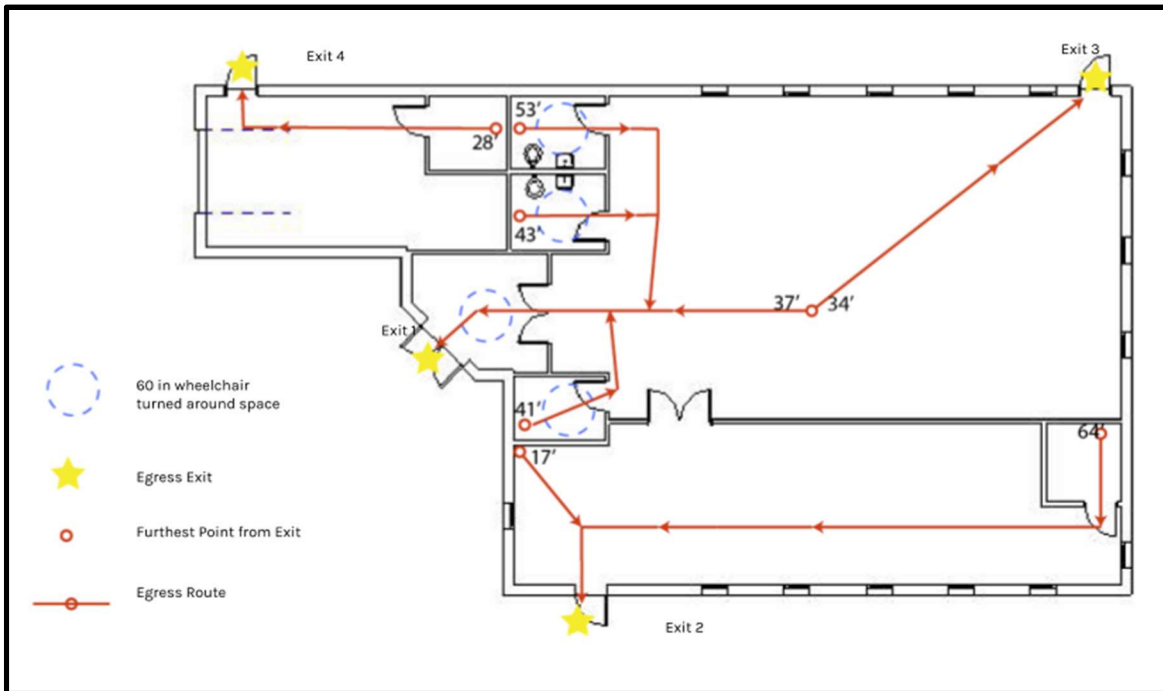 Exit 4
Exit 3
53’
28’
43’
37’ 34’
Exit 1
60 in wheelchair
turned around space
41’
64’
17’
Egress Exit
Furthest Point from Exit
Egress Route
Exit 2